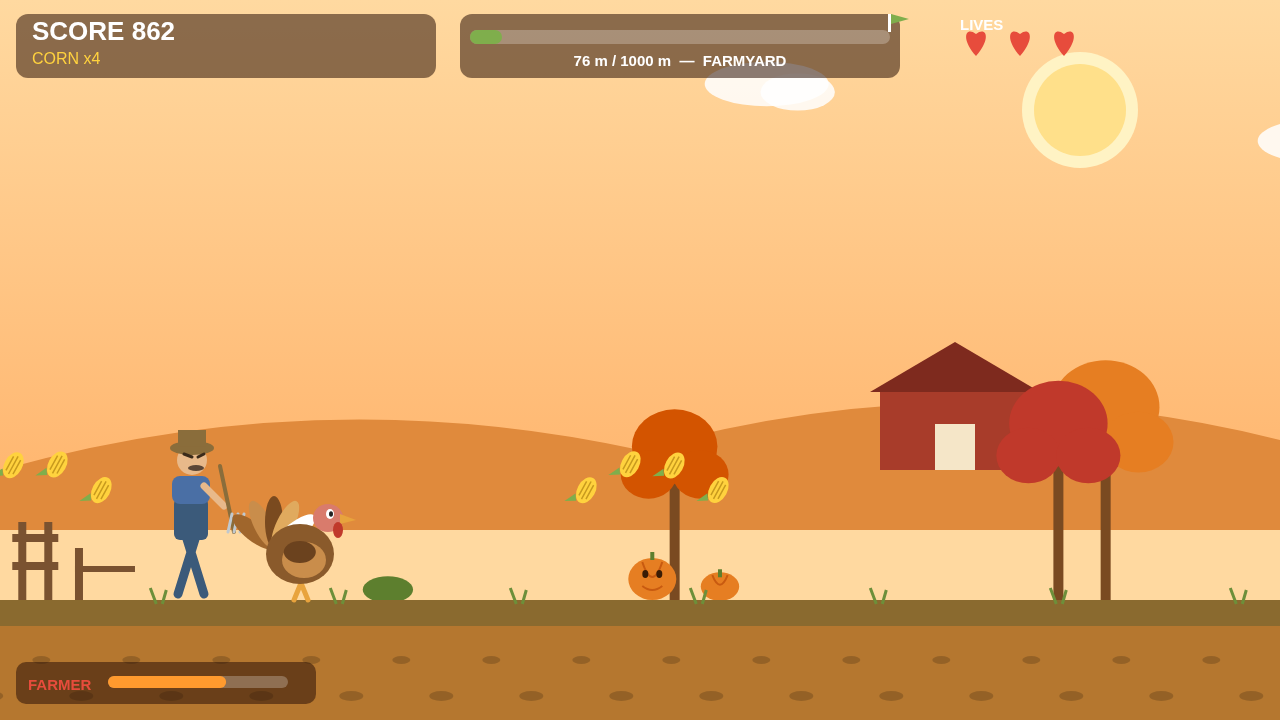 SCORE 862
CORN x4
76 m / 1000 m — FARMYARD
LIVES
FARMER